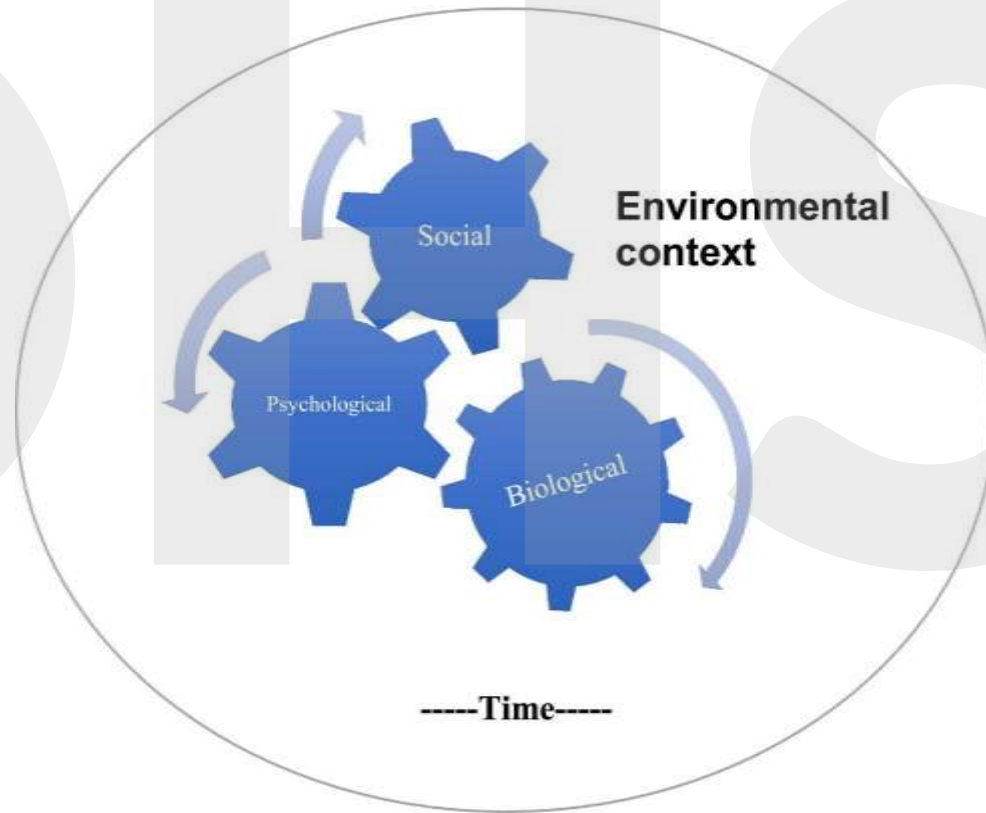 Social
Environmental
context
Psychological
Biological
-----Time-----